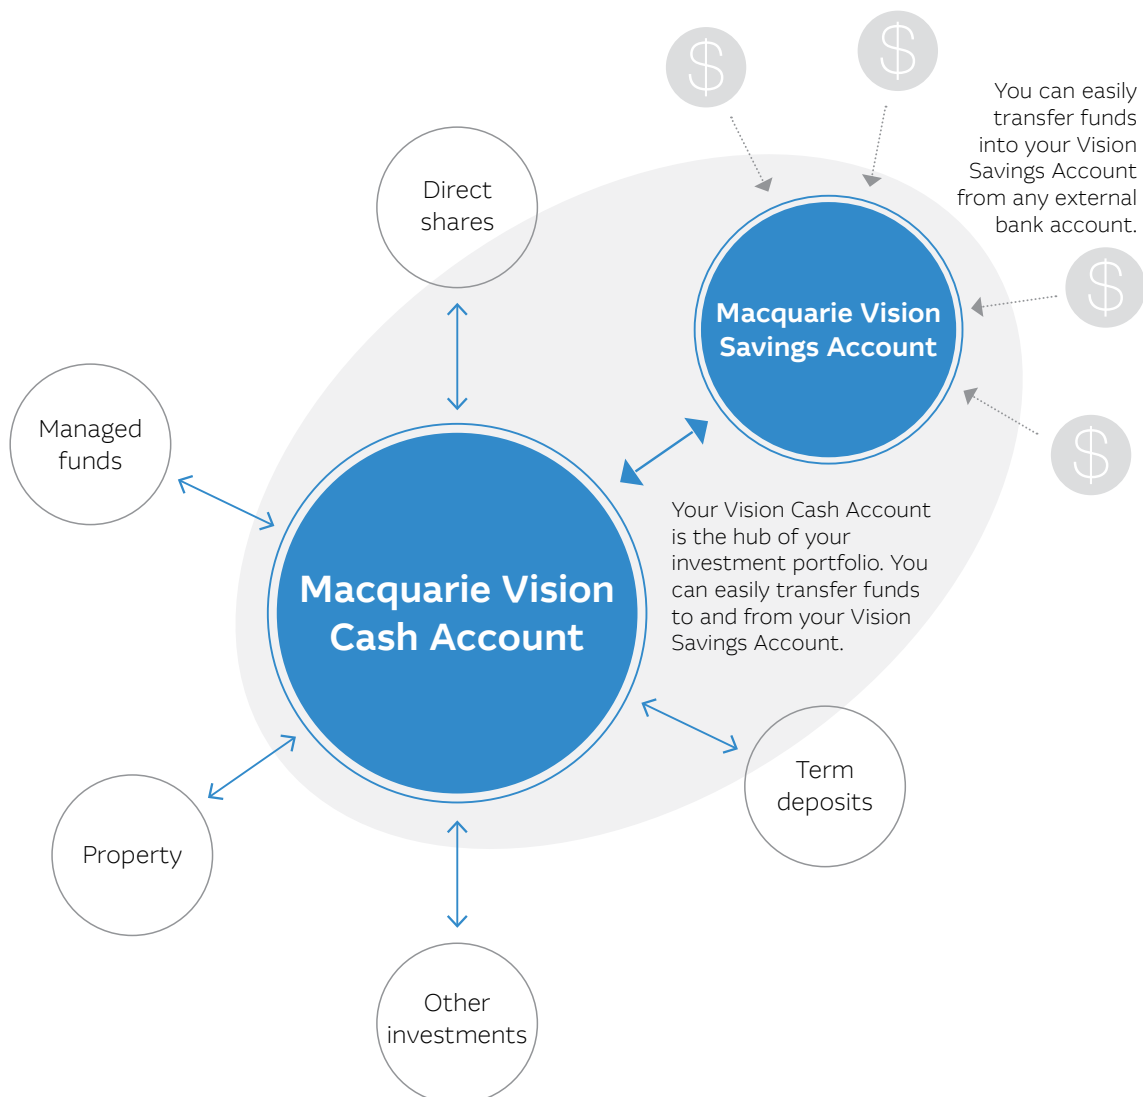 $
$
You can easily
transfer funds
into your Vision
Savings Account
from any external
bank account.
Direct
shares
$
Macquarie Vision
Savings Account
Managed
funds
$
Your Vision Cash Account
is the hub of your
investment portfolio. You
can easily transfer funds
to and from your Vision
Savings Account.
Macquarie Vision
Cash Account
Term
deposits
Property
Other
investments